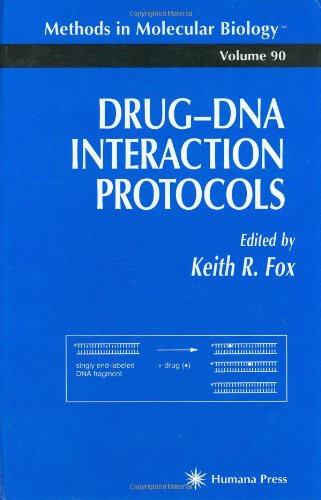 Methods in Molecular Biology™
Volume 90
DRUG–DNA
INTERACTION
PROTOCOLS
Edited by
Keith R. Fox
singly end-labeled
DNA fragment
+ drug (●)
Humana Press